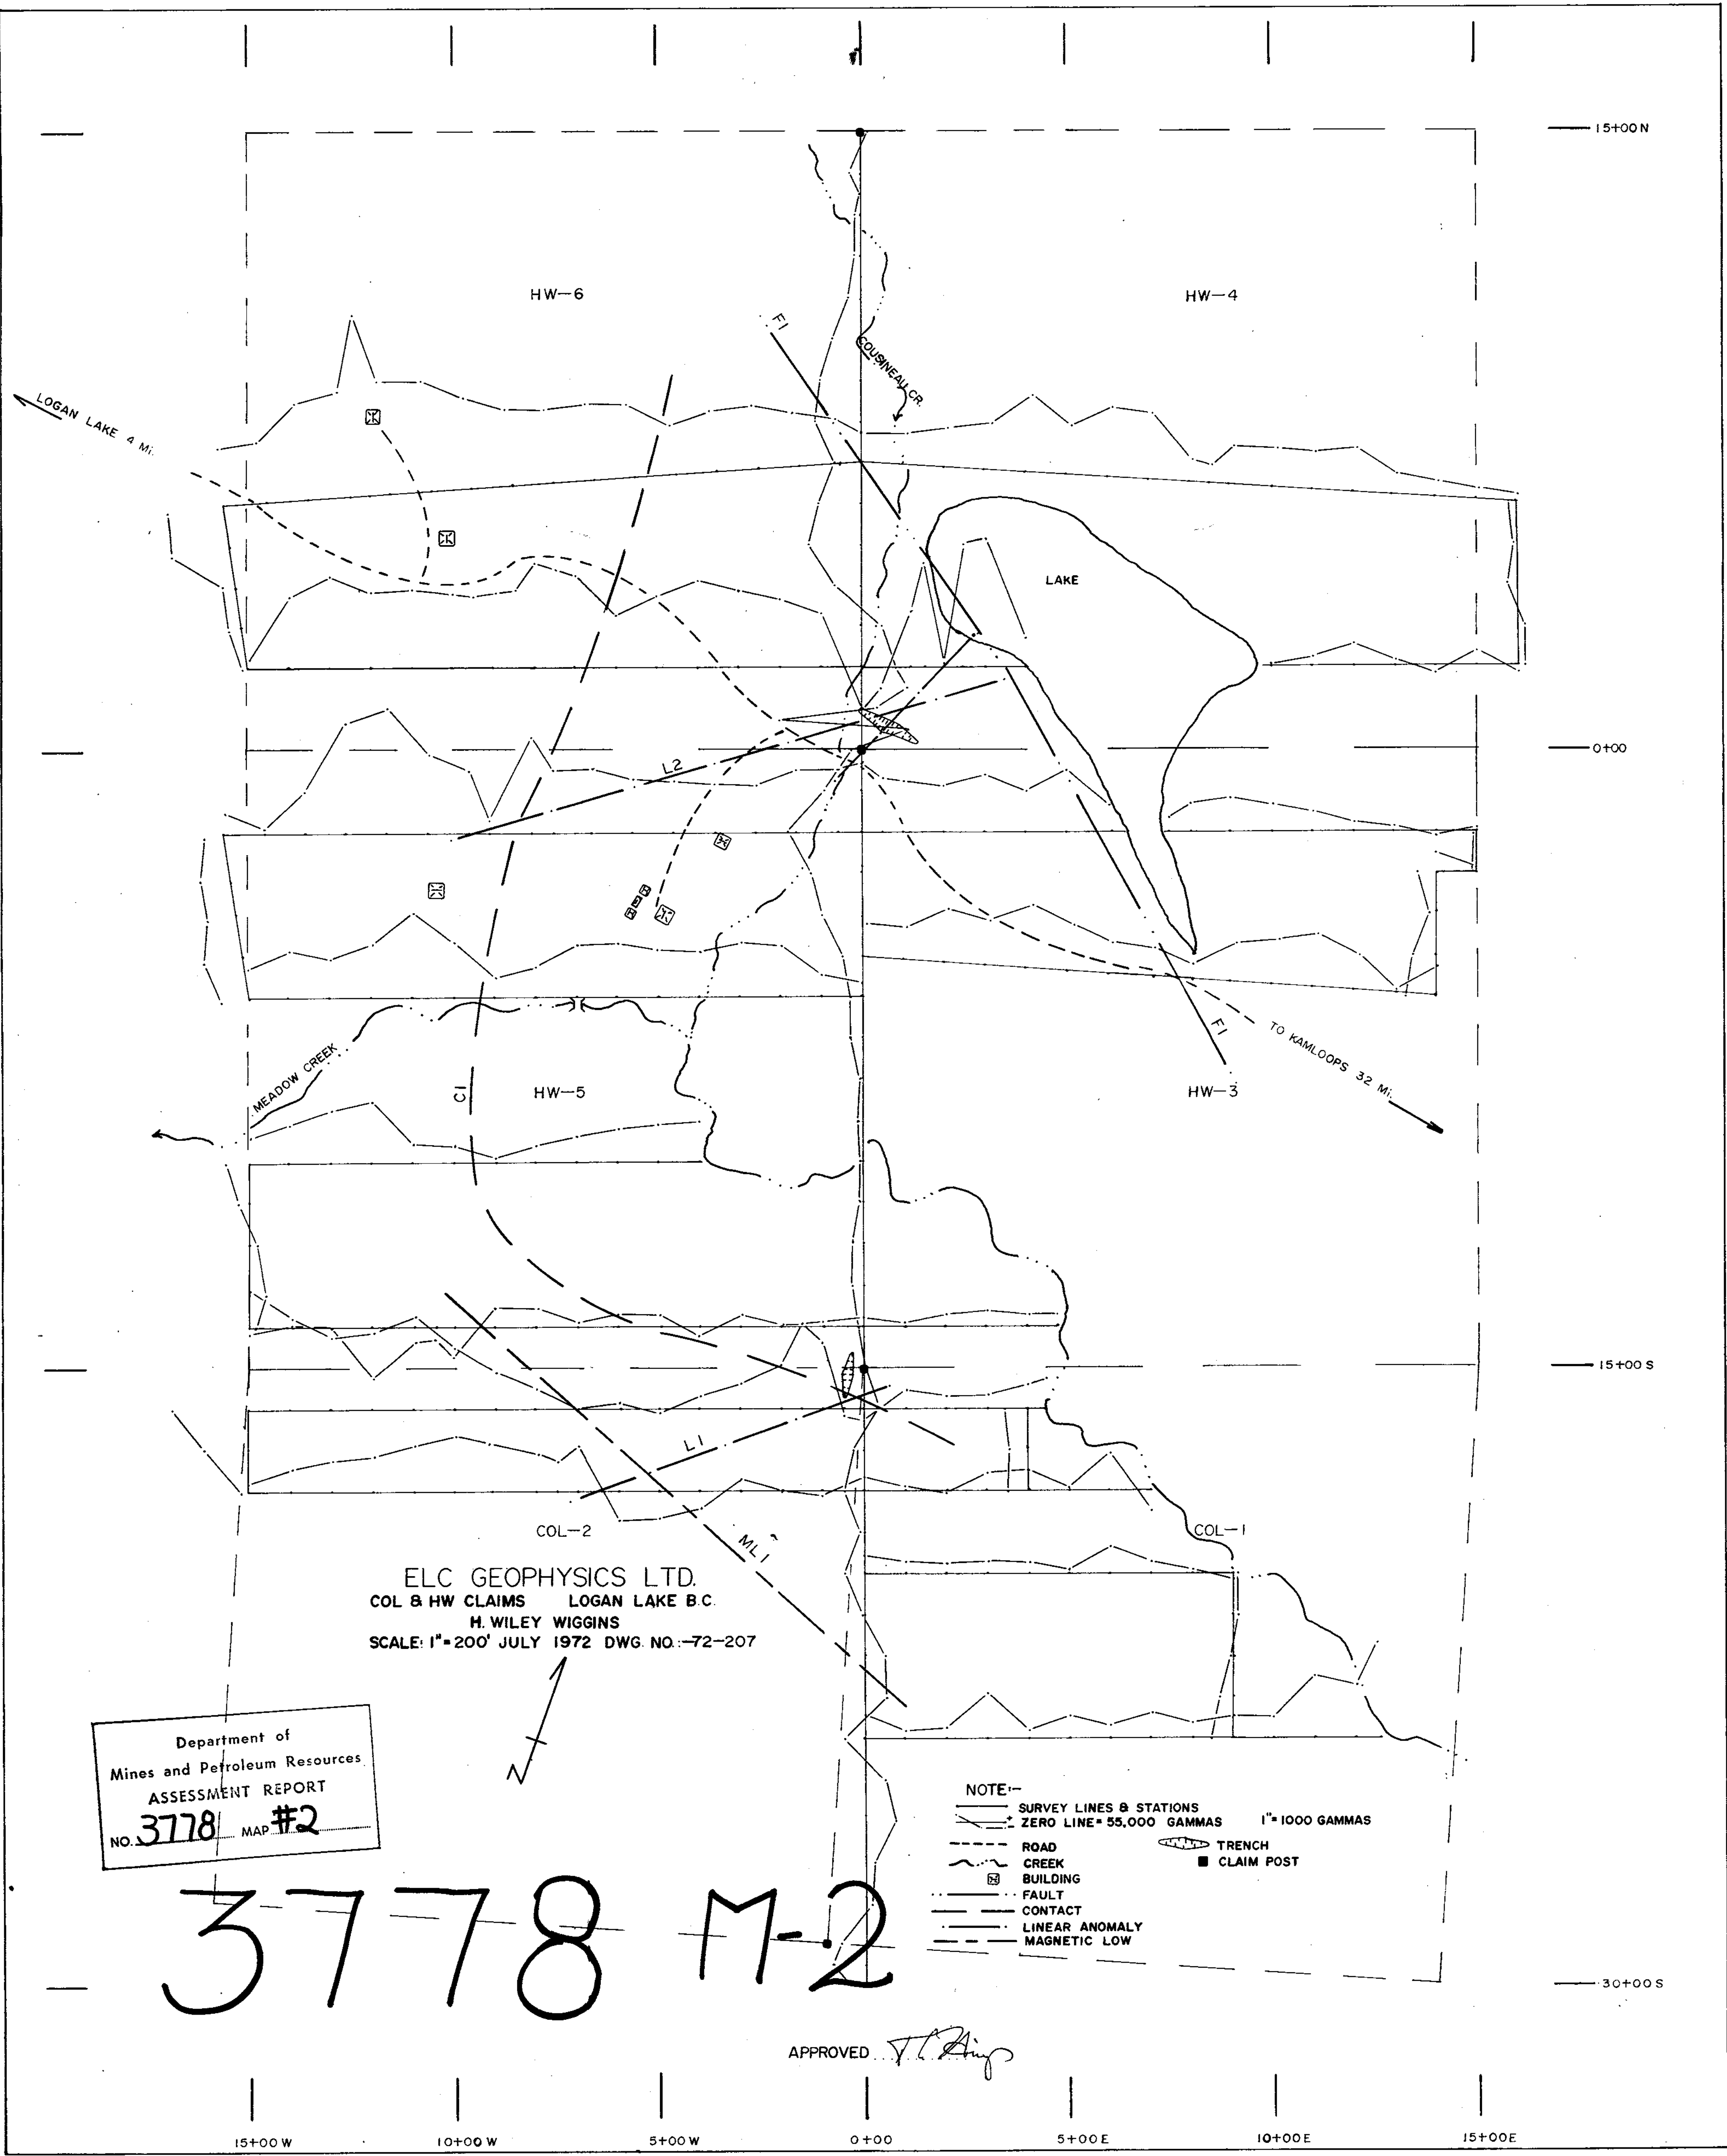 15+00 N
HW-6
HW-4
F1
COUSINEAU CR.
LOGAN LAKE 4 Mi.
LAKE
0+00
L2
F1
TO KAMLOOPS 32 Mi.
MEADOW CREEK
C1
HW-5
HW-3
15+00 S
L1
COL-2
COL-1
ML 1
ELC GEOPHYSICS LTD.
COL & HW CLAIMS LOGAN LAKE B.C.
H. WILEY WIGGINS
SCALE: 1" = 200' JULY 1972 DWG. NO.:-72-207
N
Department of
Mines and Petroleum Resources
ASSESSMENT REPORT
NO. 3778 MAP #2
NOTE:-
SURVEY LINES & STATIONS
± ZERO LINE = 55,000 GAMMAS 1" = 1000 GAMMAS
ROAD
TRENCH
CREEK
CLAIM POST
BUILDING
FAULT
CONTACT
LINEAR ANOMALY
MAGNETIC LOW
3778 M-2
30+00 S
APPROVED
15+00 W
10+00 W
5+00 W
0+00
5+00 E
10+00 E
15+00 E